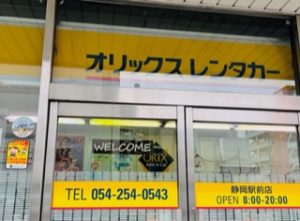 オリックスレンタカー
WELCOME
ORIX
TEL 054-254-0543
静岡駅前店
OPEN 8:00-20:00